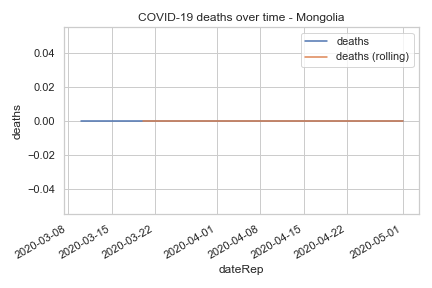 COVID-19 deaths over time - Mongolia
deaths
deaths (rolling)
0.04
0.02
0.00
−0.02
−0.04
deaths
2020-03-08
2020-03-15
2020-03-22
2020-04-01
2020-04-08
2020-04-15
2020-04-22
2020-05-01
dateRep